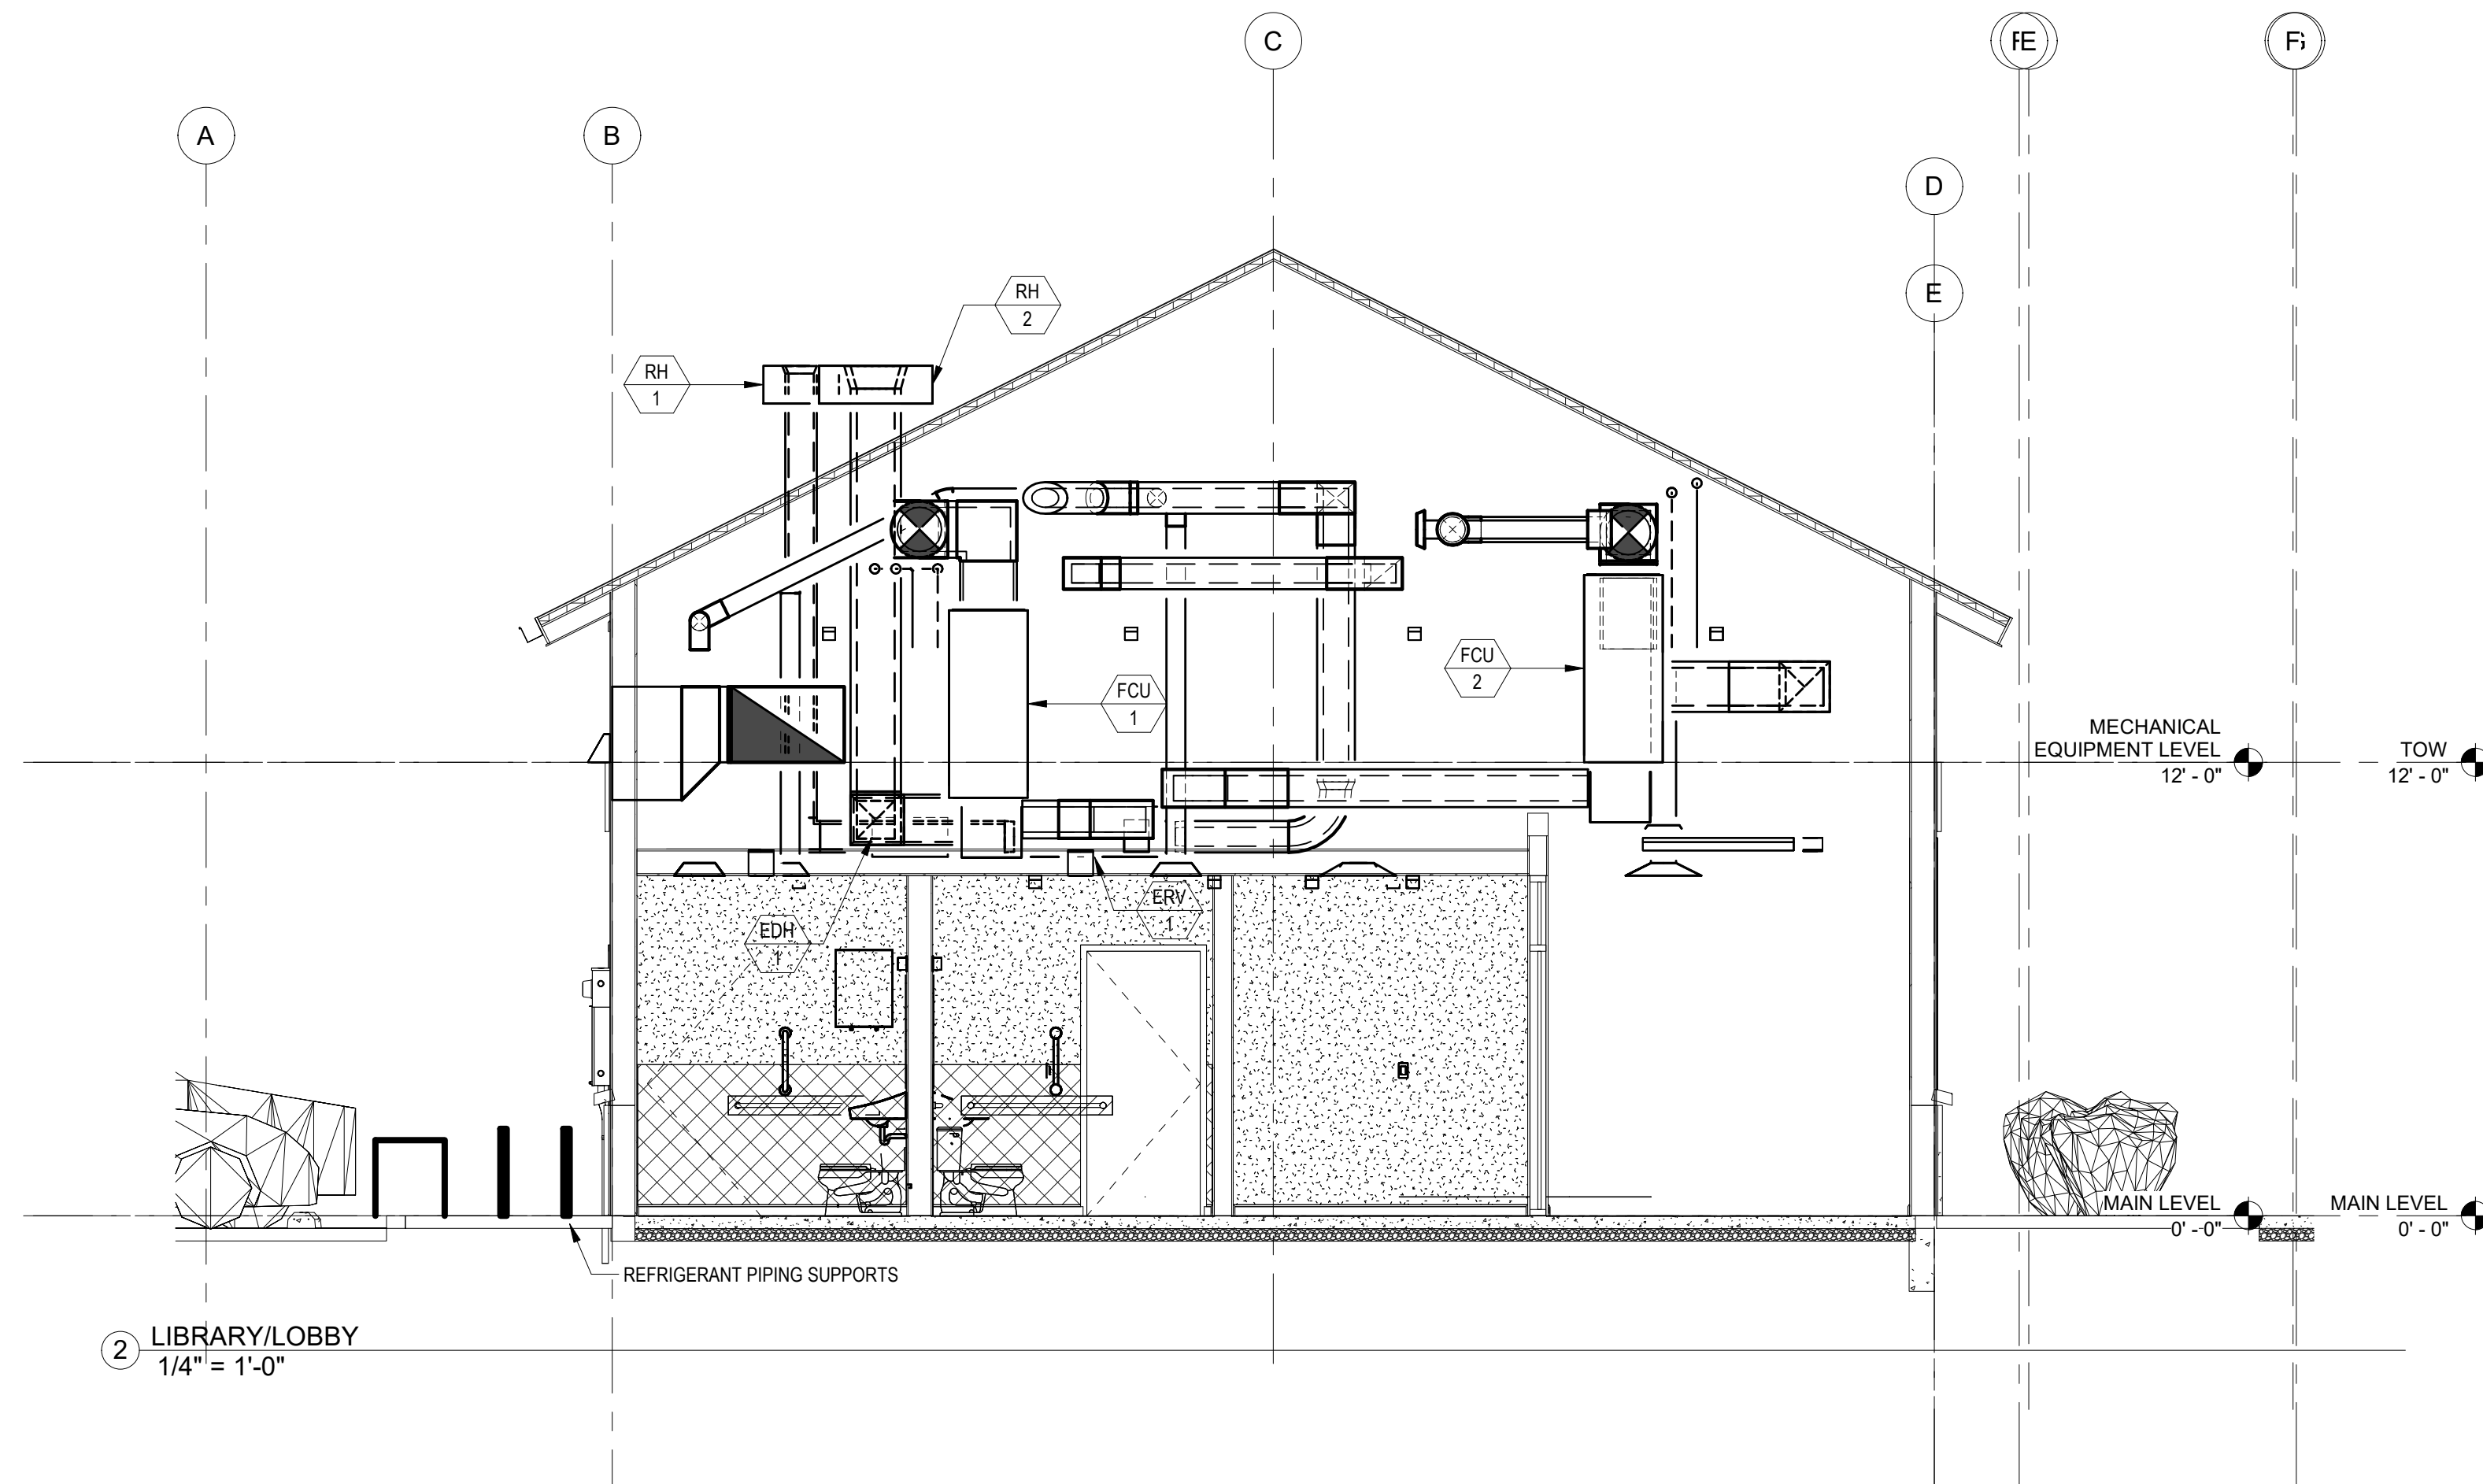 C
FE
F
A
B
D
E
RH
2
RH
1
FCU
2
FCU
1
MECHANICAL
EQUIPMENT LEVEL
12' - 0"
TOW
12' - 0"
ERV
1
EDH
1
MAIN LEVEL
0' - 0"
MAIN LEVEL
0' - 0"
REFRIGERANT PIPING SUPPORTS
2 LIBRARY/LOBBY
1/4" = 1'-0"